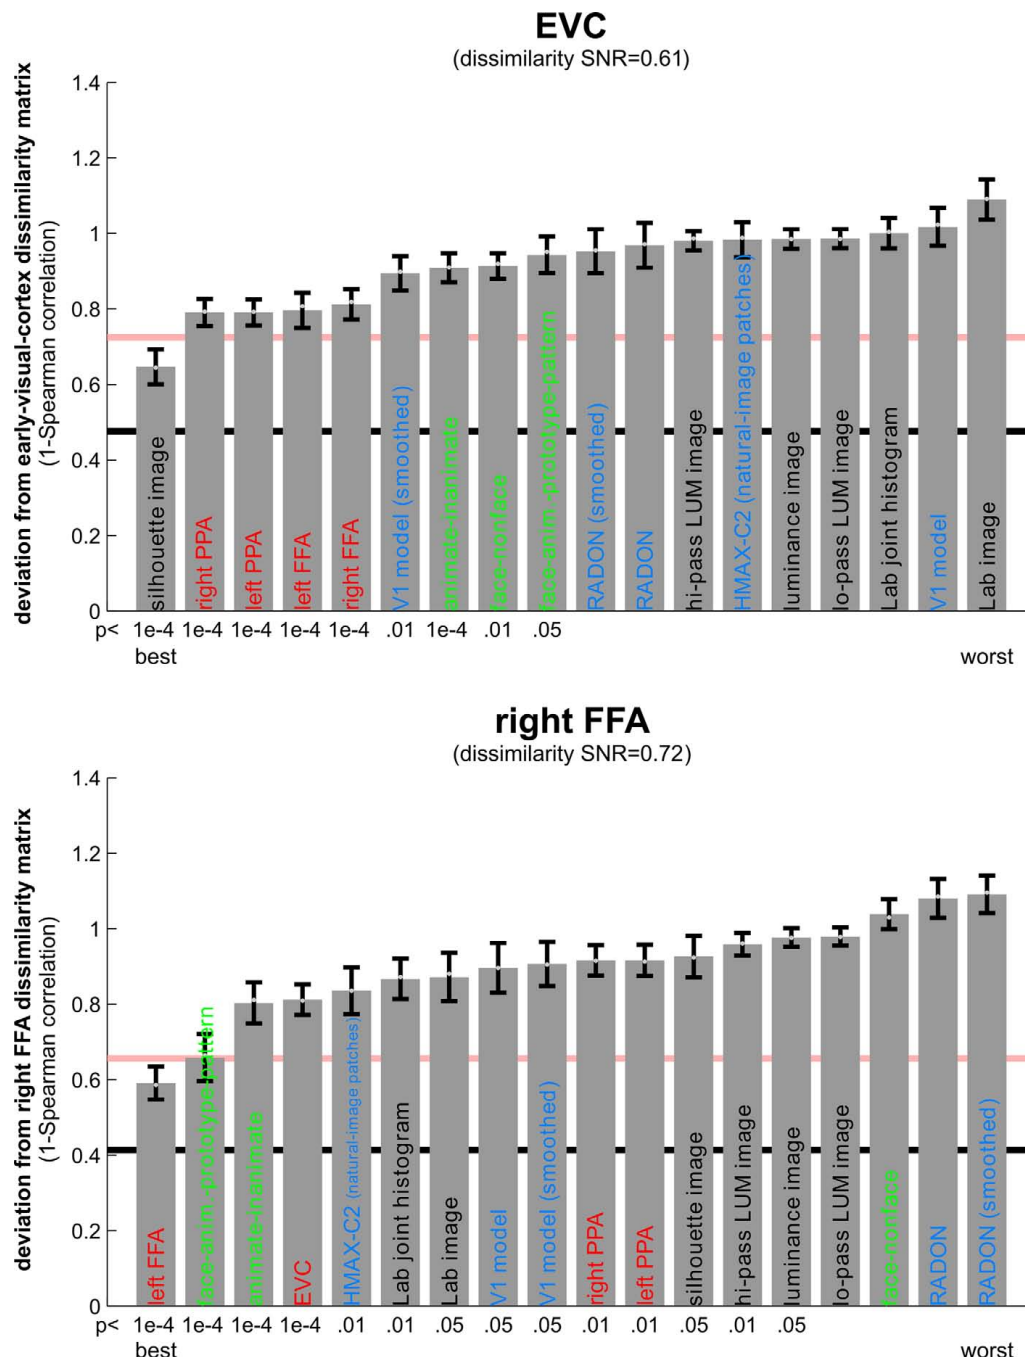 EVC
(dissimilarity SNR=0.61)
deviation from early-visual-cortex dissimilarity matrix
(1-Spearman correlation)
1.4
1.2
1
0.8
0.6
0.4
0.2
0
silhouette image
right PPA
left PPA
left FFA
right FFA
V1 model (smoothed)
animate-inanimate
face-nonface
face-anim.-prototype-pattern
RADON (smoothed)
RADON
hi-pass LUM image
HMAX-C2 (natural-image patches)
luminance image
lo-pass LUM image
Lab joint histogram
V1 model
Lab image
p< 1e-4 1e-4 1e-4 1e-4 1e-4 .01 1e-4 .01 .05
best worst
right FFA
(dissimilarity SNR=0.72)
deviation from right FFA dissimilarity matrix
(1-Spearman correlation)
1.4
1.2
1
0.8
0.6
0.4
0.2
0
left FFA
face-anim.-prototype-pattern
animate-inanimate
EVC
HMAX-C2 (natural-image patches)
Lab joint histogram
Lab image
V1 model
V1 model (smoothed)
right PPA
left PPA
silhouette image
hi-pass LUM image
luminance image
lo-pass LUM image
face-nonface
RADON
RADON (smoothed)
p< 1e-4 1e-4 1e-4 1e-4 .01 .01 .05 .05 .05 .01 .01 .05 .01 .05
best worst